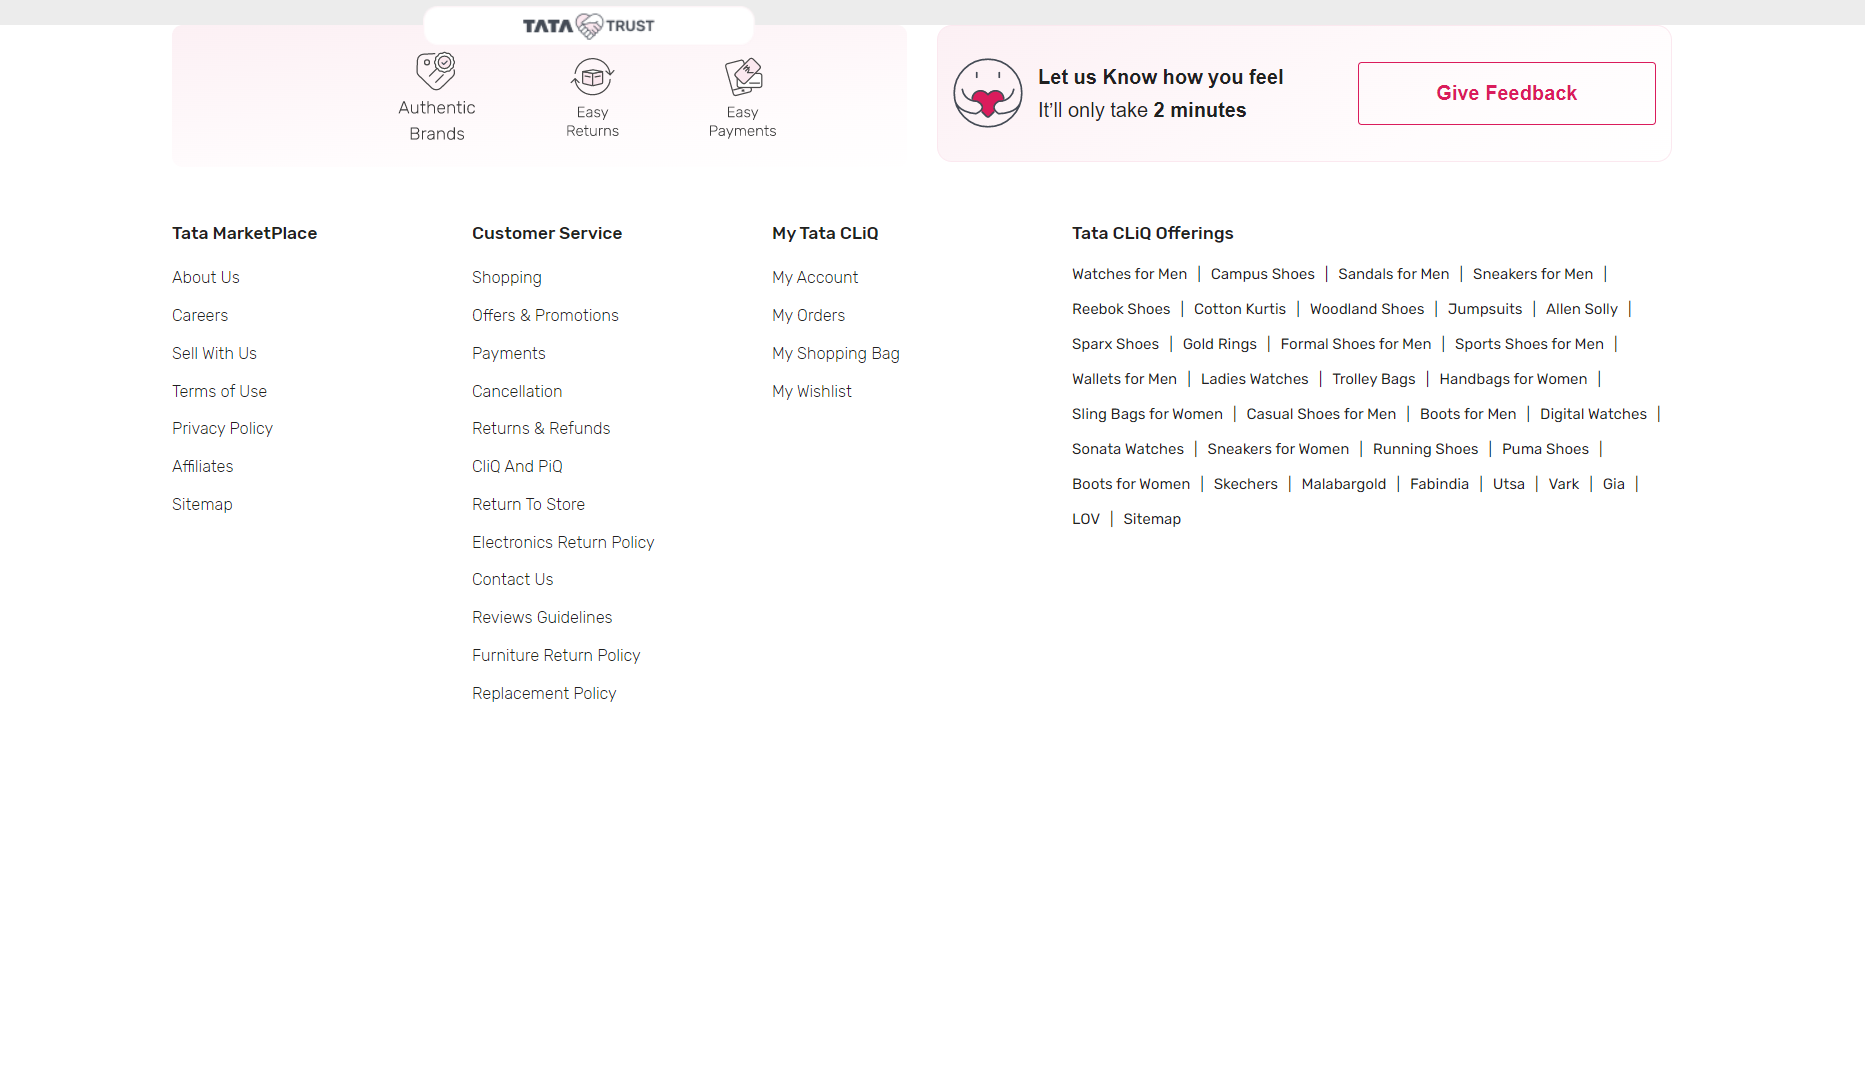 TATA TRUST
Authentic
Brands
Easy
Returns
Easy
Payments
Let us Know how you feel
It'll only take 2 minutes
Give Feedback
Tata MarketPlace
About Us
Careers
Sell With Us
Terms of Use
Privacy Policy
Affiliates
Sitemap
Customer Service
Shopping
Offers & Promotions
Payments
Cancellation
Returns & Refunds
CliQ And PiQ
Return To Store
Electronics Return Policy
Contact Us
Reviews Guidelines
Furniture Return Policy
Replacement Policy
My Tata CLiQ
My Account
My Orders
My Shopping Bag
My Wishlist
Tata CLiQ Offerings
Watches for Men | Campus Shoes | Sandals for Men | Sneakers for Men |
Reebok Shoes | Cotton Kurtis | Woodland Shoes | Jumpsuits | Allen Solly |
Sparx Shoes | Gold Rings | Formal Shoes for Men | Sports Shoes for Men |
Wallets for Men | Ladies Watches | Trolley Bags | Handbags for Women |
Sling Bags for Women | Casual Shoes for Men | Boots for Men | Digital Watches |
Sonata Watches | Sneakers for Women | Running Shoes | Puma Shoes |
Boots for Women | Skechers | Malabargold | Fabindia | Utsa | Vark | Gia |
LOV | Sitemap